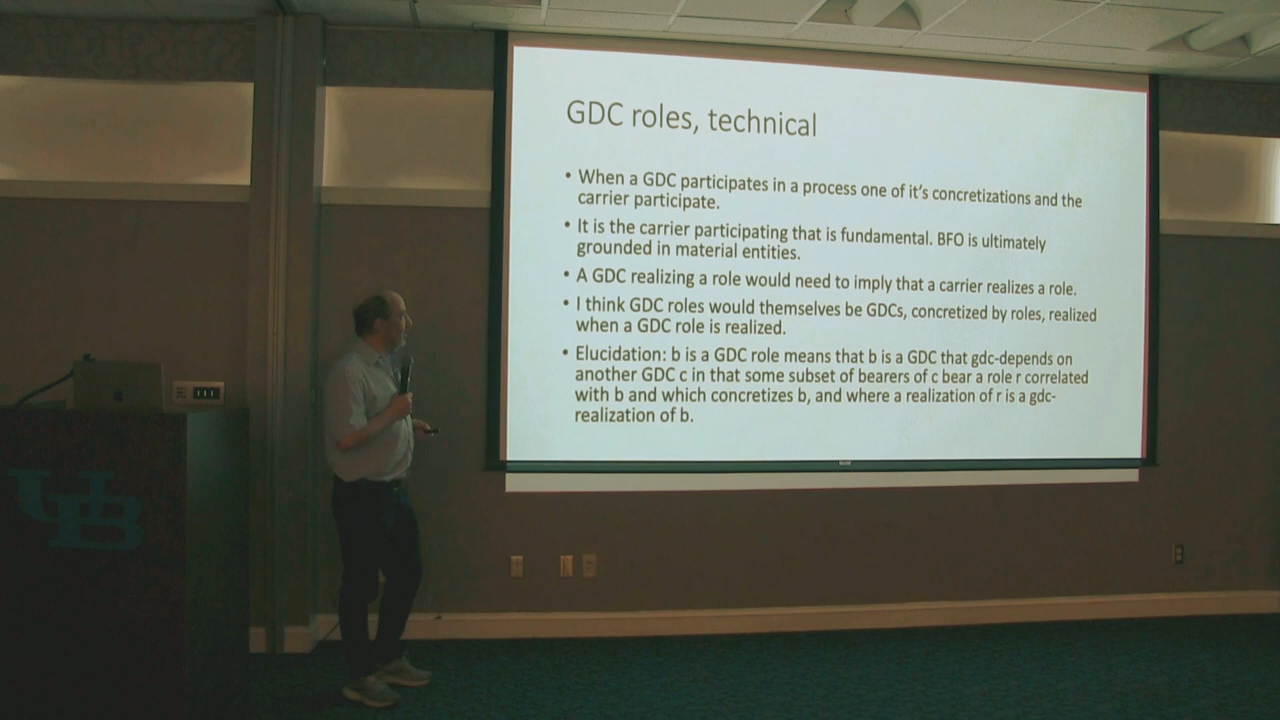 GDC roles, technical
• When a GDC participates in a process one of it's concretizations and the
carrier participate.
• It is the carrier participating that is fundamental. BFO is ultimately
grounded in material entities.
• A GDC realizing a role would need to imply that a carrier realizes a role.
• I think GDC roles would themselves be GDCs, concretized by roles, realized
when a GDC role is realized.
• Elucidation: b is a GDC role means that b is a GDC that gdc-depends on
another GDC c in that some subset of bearers of c bear a role r correlated
with b and which concretizes b, and where a realization of r is a gdc-
realization of b.
UB